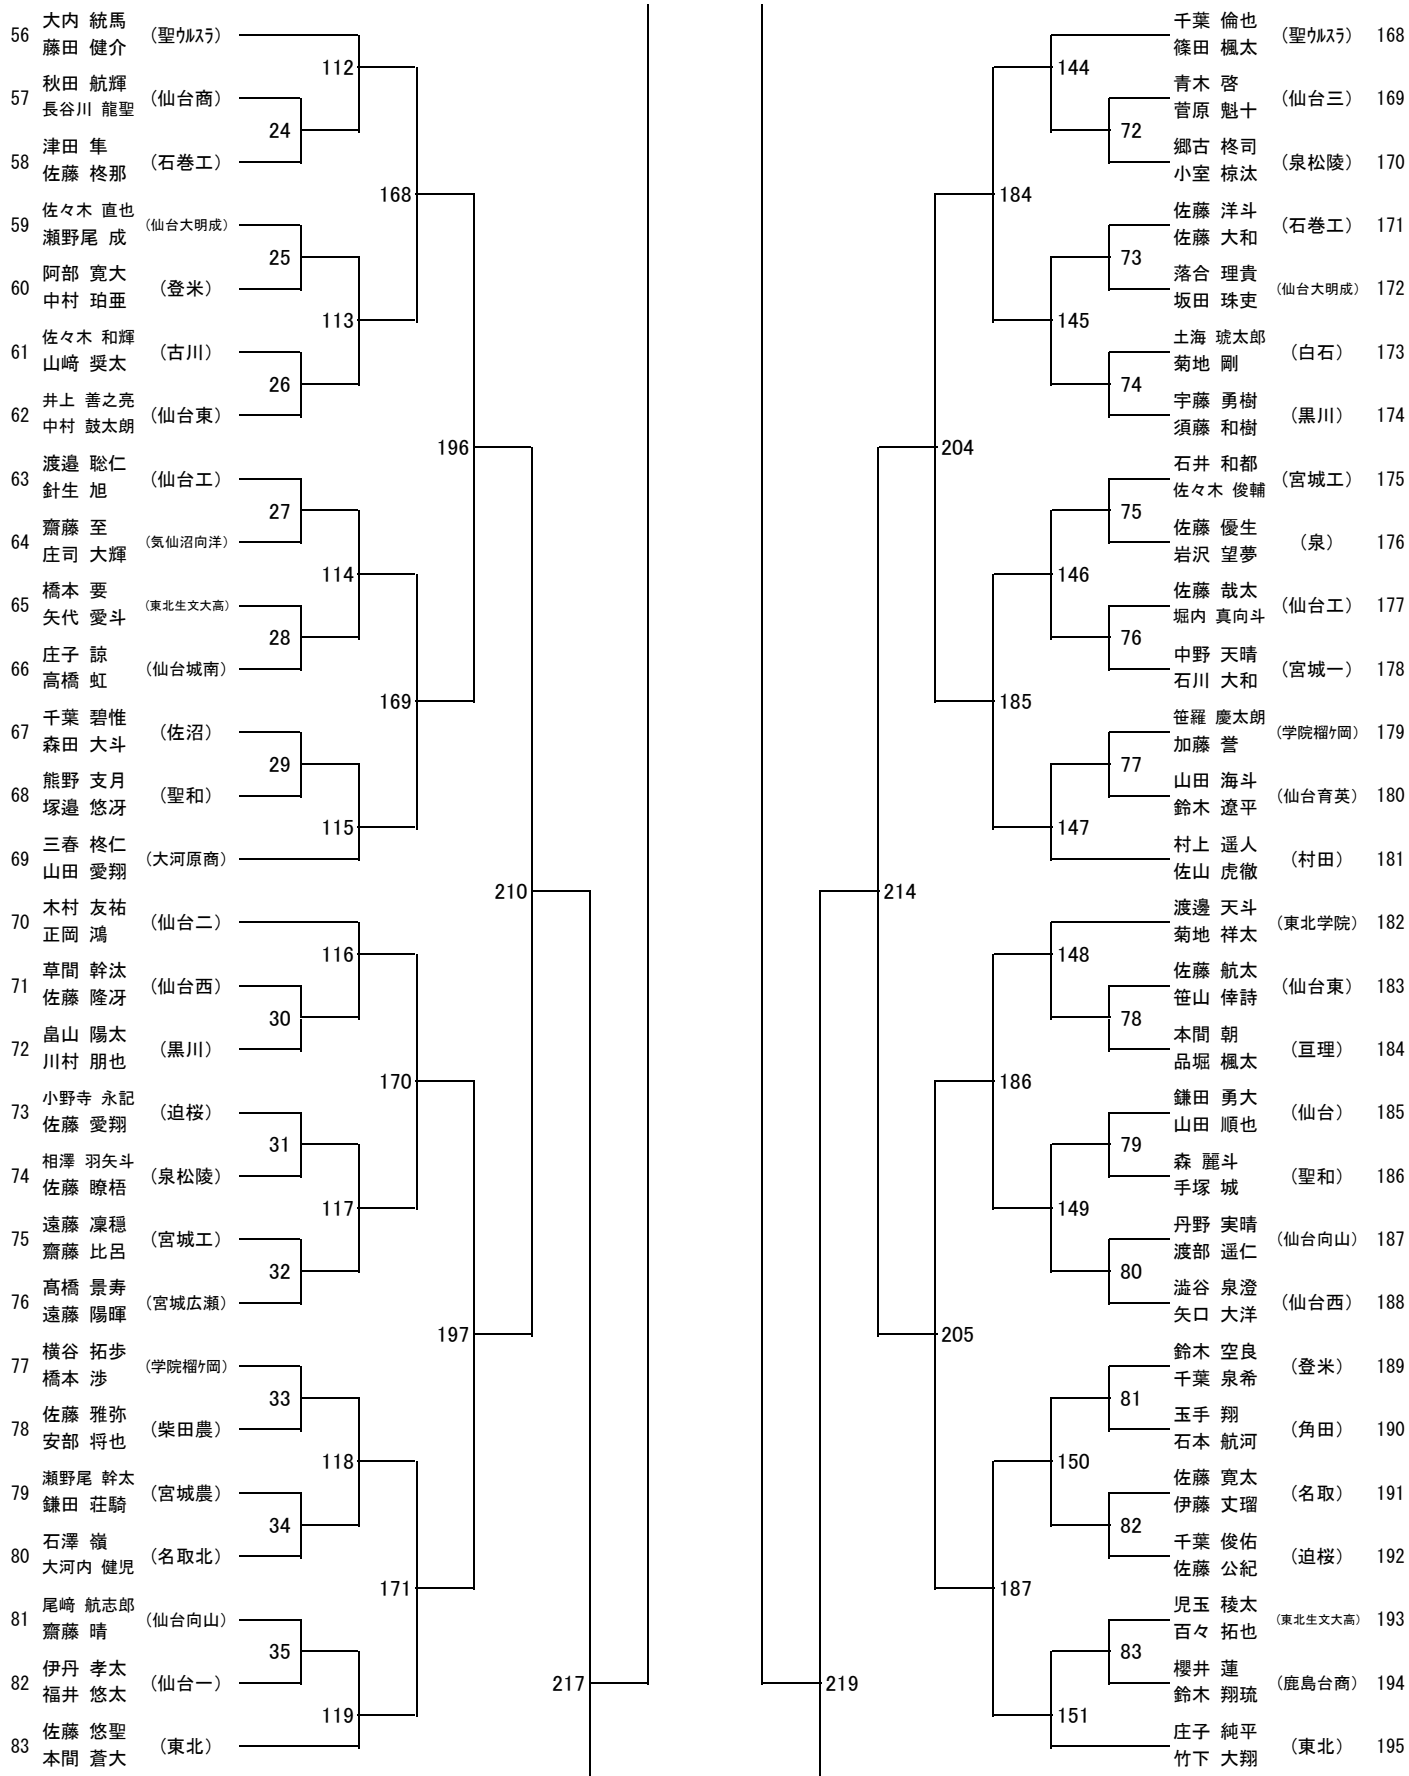 56 大内 統馬 藤田 健介 (聖ｳﾙｽﾗ)
57 秋田 航輝 長谷川 龍聖 (仙台商)
58 津田 隼 佐藤 柊那 (石巻工)
59 佐々木 直也 瀬野尾 成 (仙台大明成)
60 阿部 寛大 中村 珀亜 (登米)
61 佐々木 和輝 山﨑 奨太 (古川)
62 井上 善之亮 中村 鼓太朗 (仙台東)
63 渡邉 聡仁 針生 旭 (仙台工)
64 齋藤 至 庄司 大輝 (気仙沼向洋)
65 橋本 要 矢代 愛斗 (東北生文大高)
66 庄子 諒 高橋 虹 (仙台城南)
67 千葉 碧惟 森田 大斗 (佐沼)
68 熊野 支月 塚邉 悠冴 (聖和)
69 三春 柊仁 山田 愛翔 (大河原商)
70 木村 友祐 正岡 鴻 (仙台二)
71 草間 幹汰 佐藤 隆冴 (仙台西)
72 畠山 陽太 川村 朋也 (黒川)
73 小野寺 永記 佐藤 愛翔 (迫桜)
74 相澤 羽矢斗 佐藤 瞭梧 (泉松陵)
75 遠藤 凜穏 齋藤 比呂 (宮城工)
76 髙橋 景寿 遠藤 陽暉 (宮城広瀬)
77 横谷 拓歩 橋本 渉 (学院榴ケ岡)
78 佐藤 雅弥 安部 将也 (柴田農)
79 瀬野尾 幹太 鎌田 荘騎 (宮城農)
80 石澤 嶺 大河内 健児 (名取北)
81 尾﨑 航志郎 齋藤 晴 (仙台向山)
82 伊丹 孝太 福井 悠太 (仙台一)
83 佐藤 悠聖 本間 蒼大 (東北)
112
24
168
25
113
26
196
27
114
28
169
29
115
210
116
30
170
31
117
32
197
33
118
34
171
35
217
119
144
72
184
73
145
74
204
75
146
76
185
77
147
214
148
78
186
79
149
80
205
81
150
82
187
83
219
151
千葉 倫也 篠田 楓太 (聖ｳﾙｽﾗ) 168
青木 啓 菅原 魁十 (仙台三) 169
郷古 柊司 小室 椋汰 (泉松陵) 170
佐藤 洋斗 佐藤 大和 (石巻工) 171
落合 理貴 坂田 珠吏 (仙台大明成) 172
土海 琥太郎 菊地 剛 (白石) 173
宇藤 勇樹 須藤 和樹 (黒川) 174
石井 和都 佐々木 俊輔 (宮城工) 175
佐藤 優生 岩沢 望夢 (泉) 176
佐藤 哉太 堀内 真向斗 (仙台工) 177
中野 天晴 石川 大和 (宮城一) 178
笹羅 慶太朗 加藤 誉 (学院榴ケ岡) 179
山田 海斗 鈴木 遼平 (仙台育英) 180
村上 遥人 佐山 虎徹 (村田) 181
渡邊 天斗 菊地 祥太 (東北学院) 182
佐藤 航太 笹山 倖詩 (仙台東) 183
本間 朝 品堀 楓太 (亘理) 184
鎌田 勇大 山田 順也 (仙台) 185
森 麗斗 手塚 城 (聖和) 186
丹野 実晴 渡部 遥仁 (仙台向山) 187
澁谷 泉澄 矢口 大洋 (仙台西) 188
鈴木 空良 千葉 泉希 (登米) 189
玉手 翔 石本 航河 (角田) 190
佐藤 寛太 伊藤 丈瑠 (名取) 191
千葉 俊佑 佐藤 公紀 (迫桜) 192
児玉 稜太 百々 拓也 (東北生文大高) 193
櫻井 蓮 鈴木 翔琉 (鹿島台商) 194
庄子 純平 竹下 大翔 (東北) 195